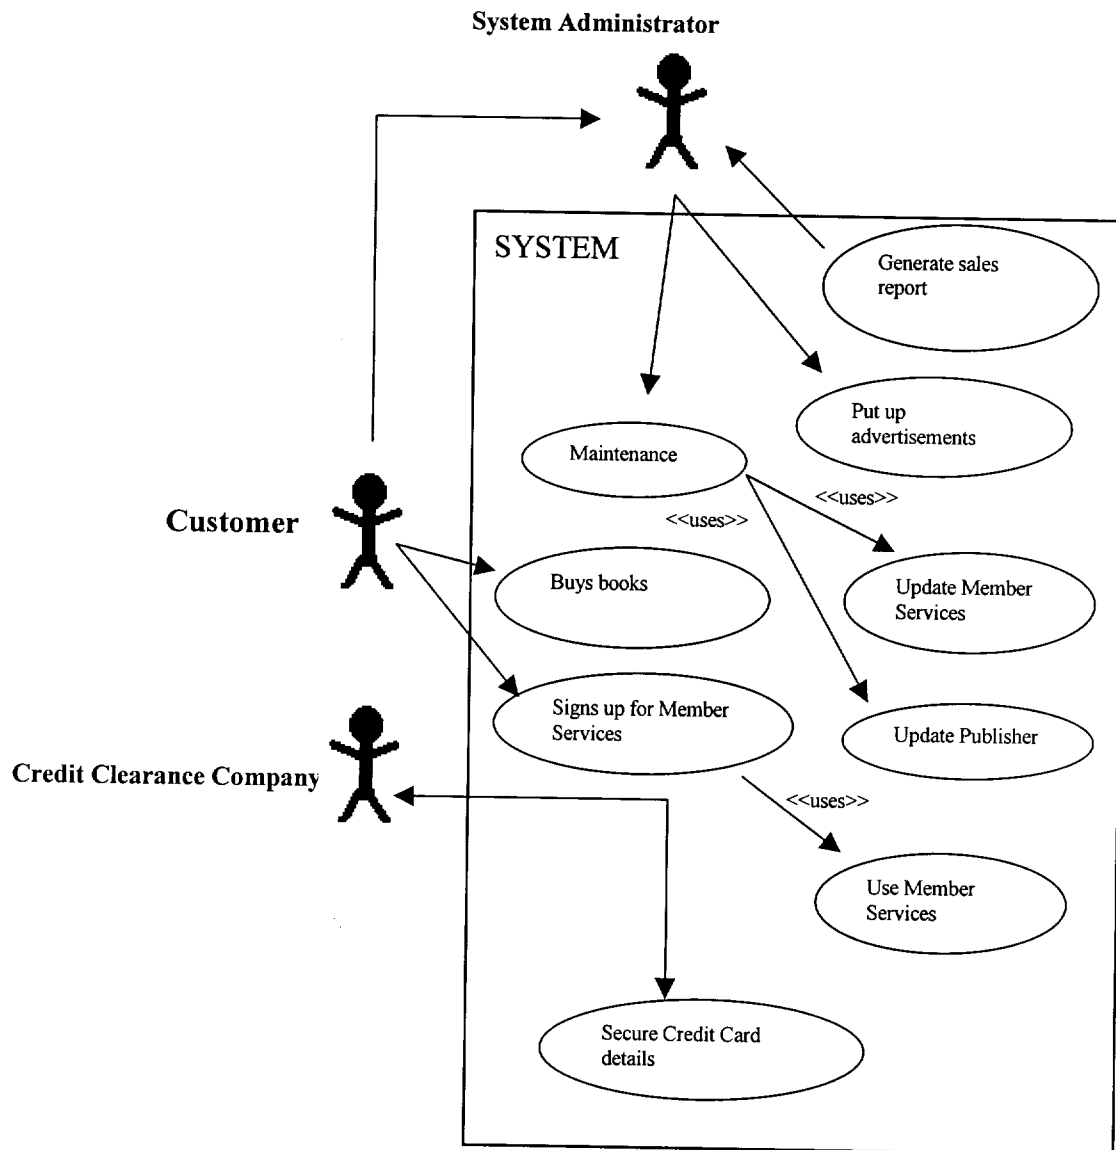 System Administrator
SYSTEM
Generate sales
report
Put up
advertisements
Maintenance
<<uses>>
<<uses>>
Customer
Buys books
Update Member
Services
Signs up for Member
Services
Update Publisher
Credit Clearance Company
<<uses>>
Use Member
Services
Secure Credit Card
details